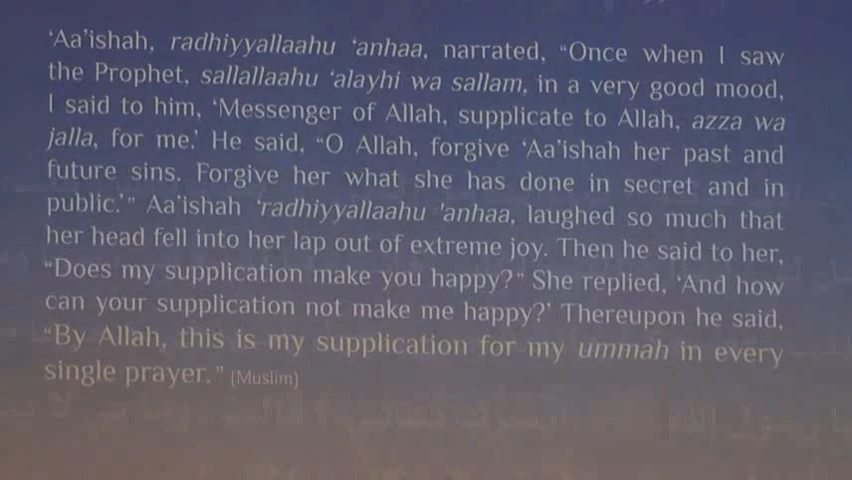 ‘Aa’ishah, radhiyyallaahu ‘anhaa, narrated, “Once when I saw
the Prophet, sallallaahu ‘alayhi wa sallam, in a very good mood,
I said to him, ‘Messenger of Allah, supplicate to Allah, azza wa
jalla, for me.’ He said, “O Allah, forgive ‘Aa’ishah her past and
future sins. Forgive her what she has done in secret and in
public.’” Aa’ishah ‘radhiyyallaahu 'anhaa, laughed so much that
her head fell into her lap out of extreme joy. Then he said to her,
“Does my supplication make you happy?" She replied, ‘And how
can your supplication not make me happy?’ Thereupon he said,
“By Allah, this is my supplication for my ummah in every
single prayer." (Muslim)